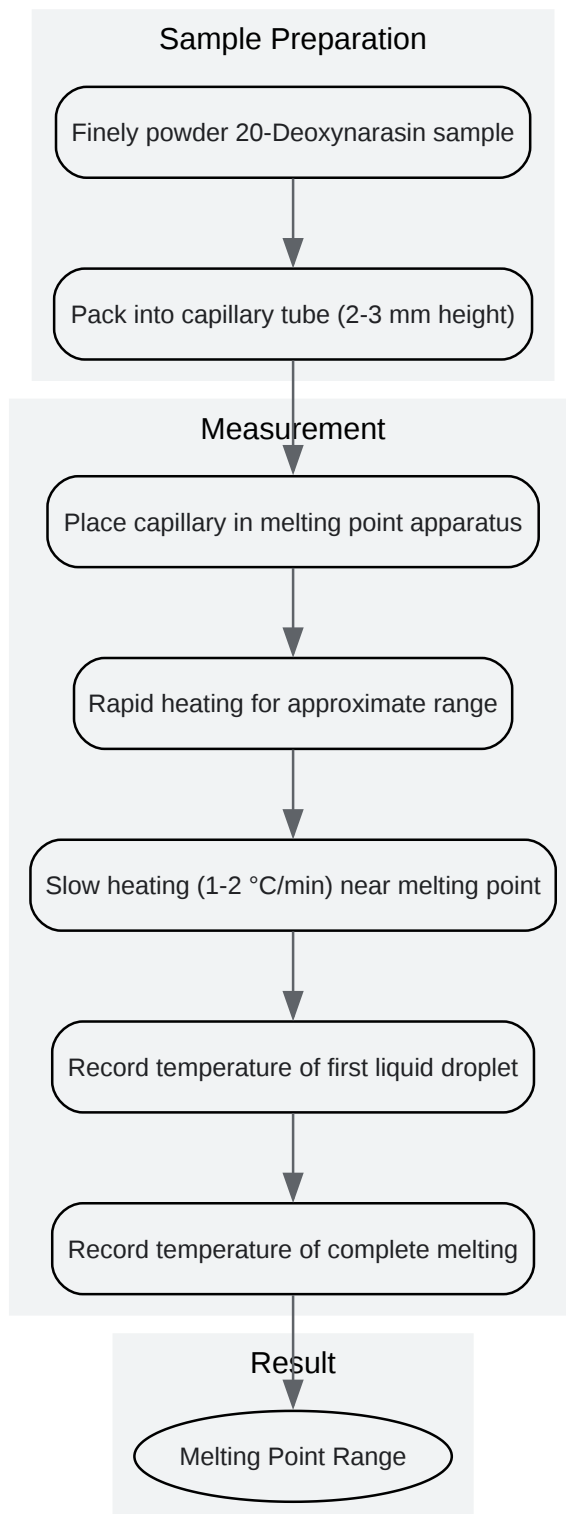 Sample Preparation
Finely powder 20-Deoxynarasin sample
Pack into capillary tube (2-3 mm height)
Measurement
Place capillary in melting point apparatus
Rapid heating for approximate range
Slow heating (1-2 °C/min) near melting point
Record temperature of first liquid droplet
Record temperature of complete melting
Result
Melting Point Range